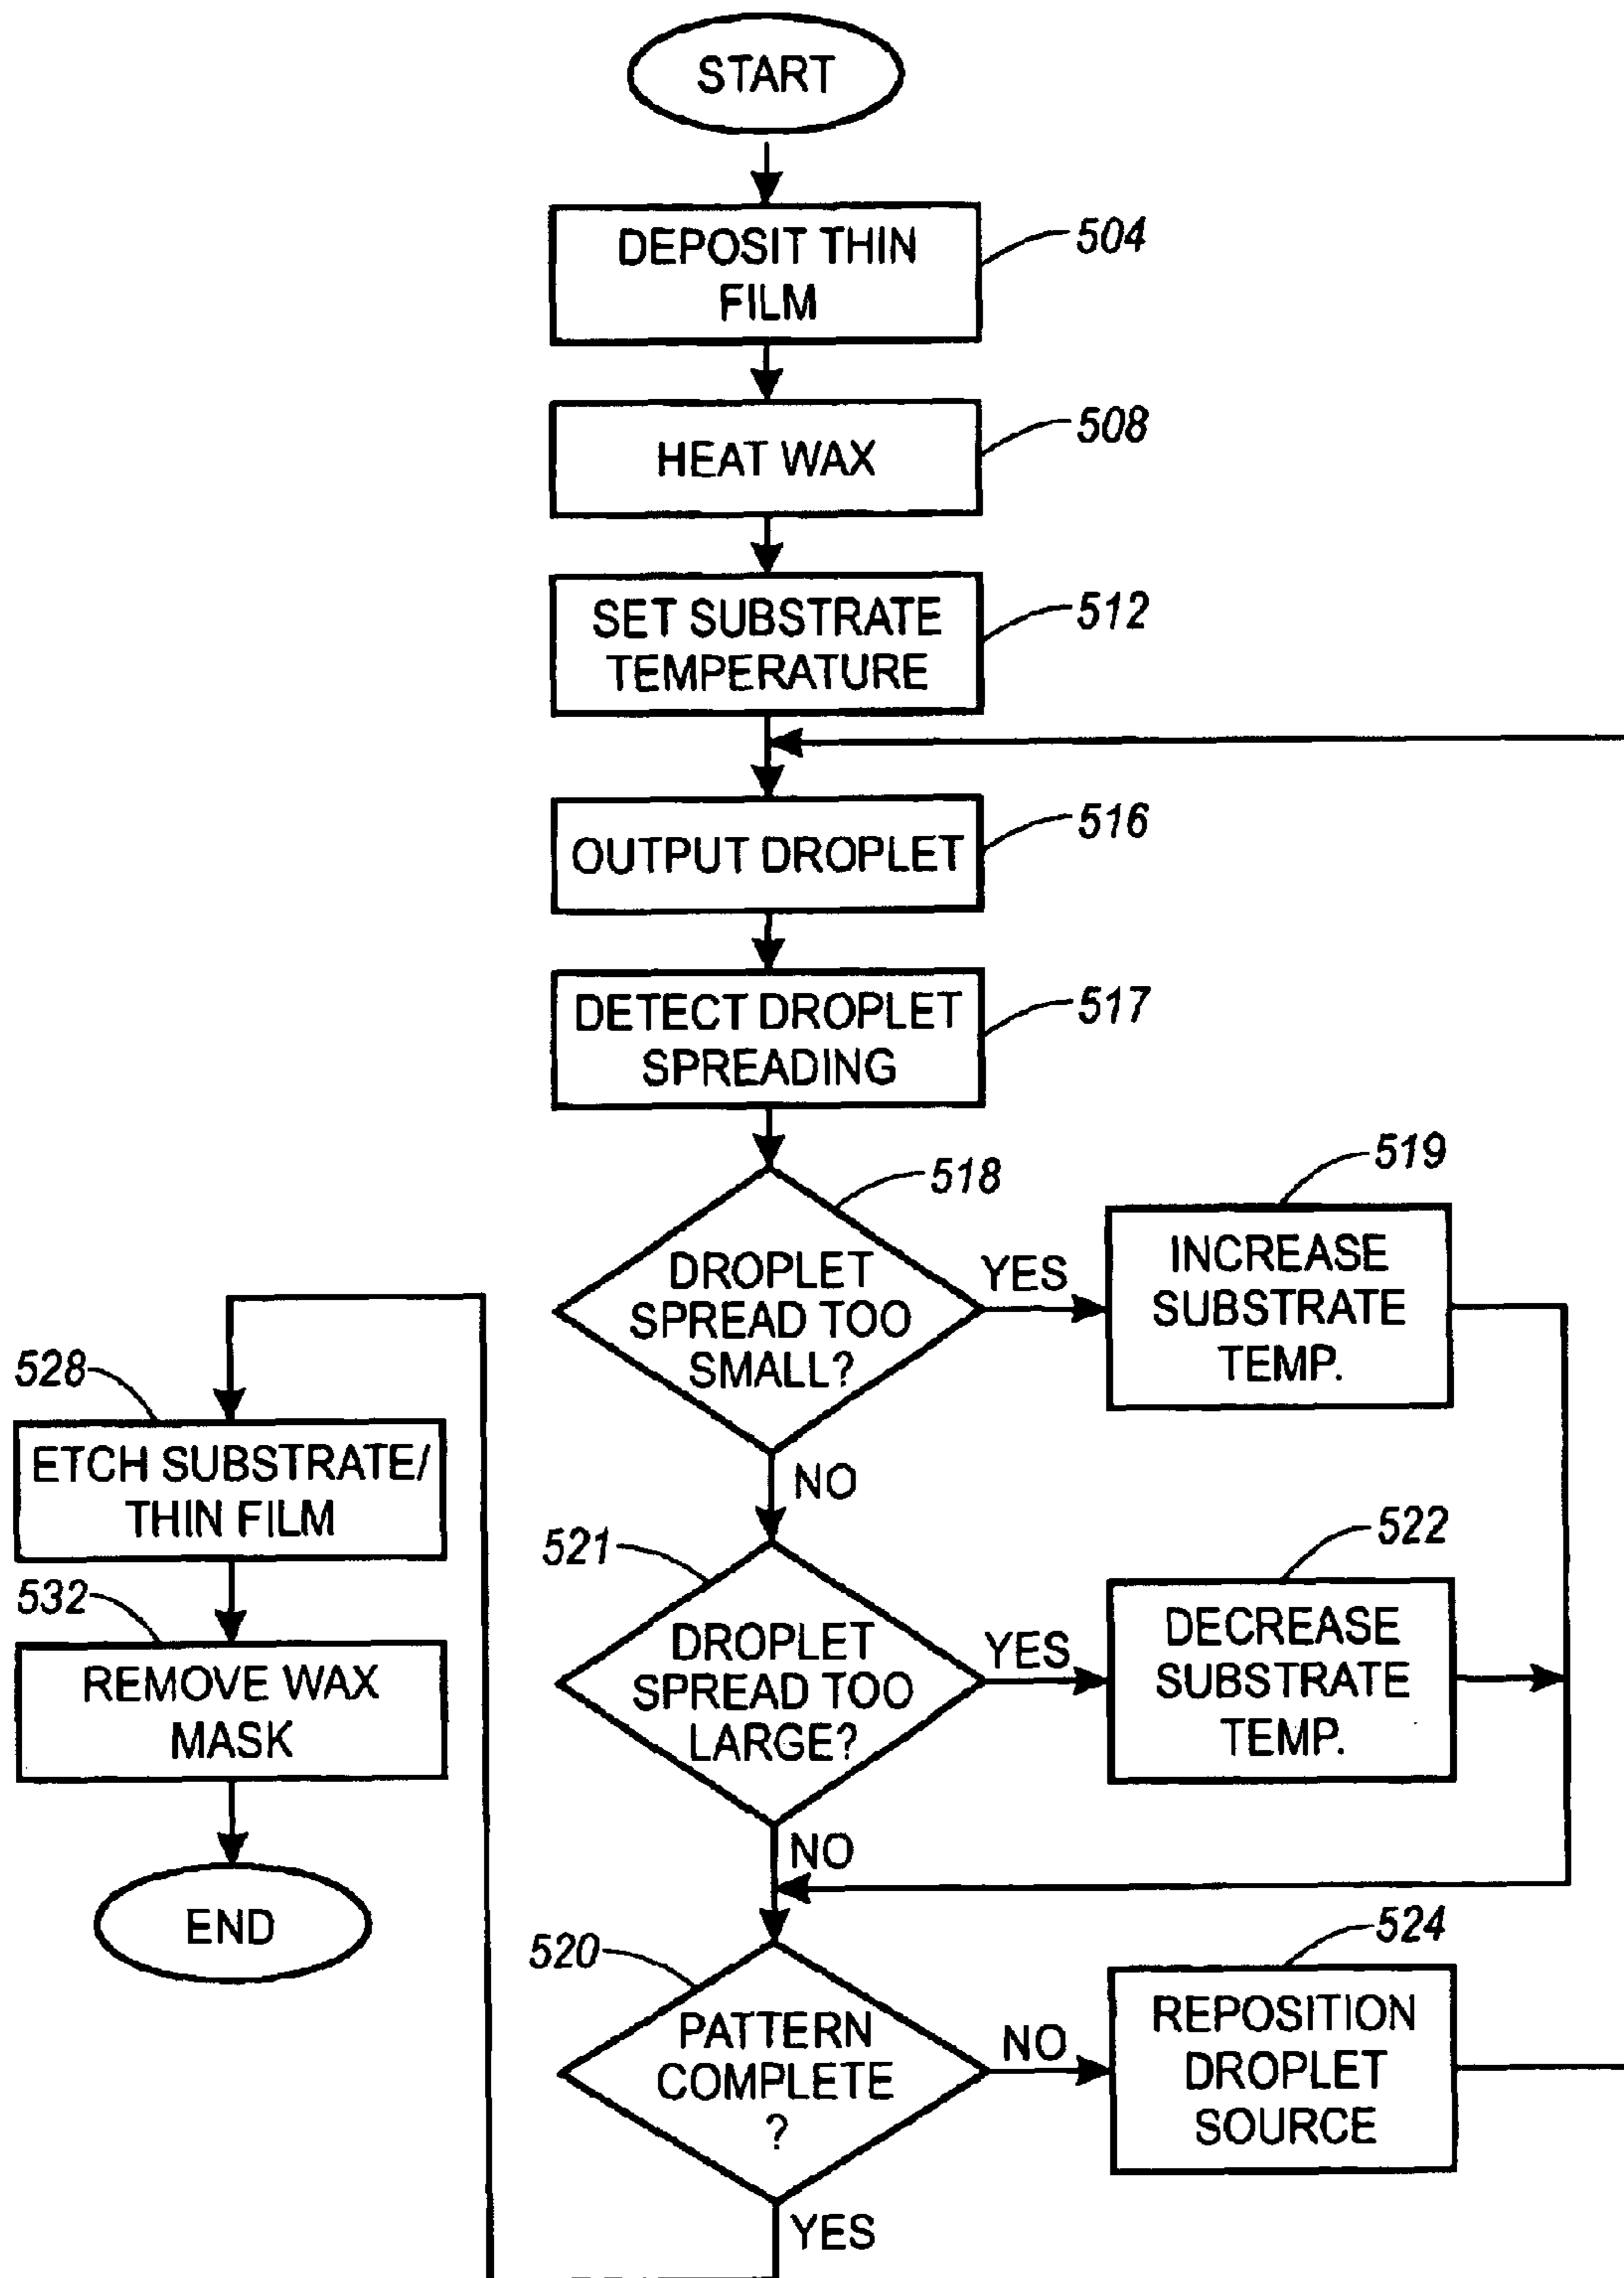 START
DEPOSIT THIN
FILM
504
HEAT WAX
508
SET SUBSTRATE
TEMPERATURE
512
OUTPUT DROPLET
516
DETECT DROPLET
SPREADING
517
518
DROPLET
SPREAD TOO
SMALL?
YES
519
INCREASE
SUBSTRATE
TEMP.
NO
521
DROPLET
SPREAD TOO
LARGE?
YES
522
DECREASE
SUBSTRATE
TEMP.
NO
520
PATTERN
COMPLETE
?
NO
524
REPOSITION
DROPLET
SOURCE
YES
528
ETCH SUBSTRATE/
THIN FILM
532
REMOVE WAX
MASK
END